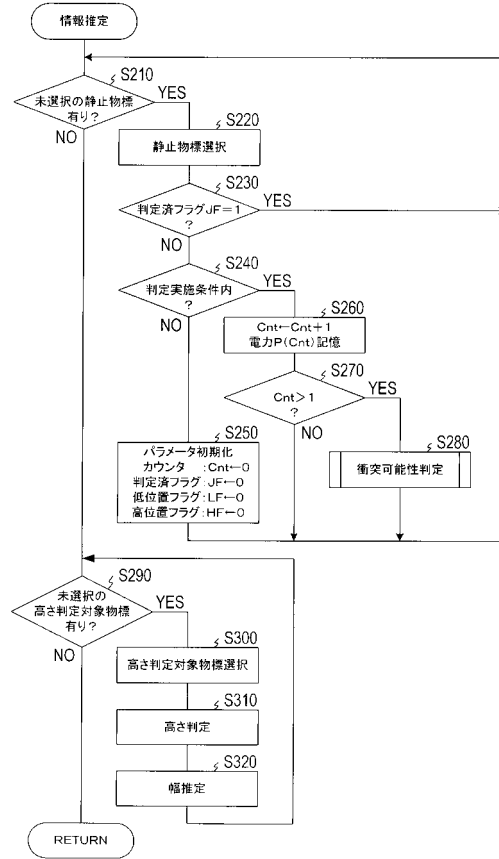 情報推定
S210
未選択の静止物標
有り?
YES
NO
S220
静止物標選択
S230
判定済フラグJF=1
?
YES
NO
S240
判定実施条件内
?
YES
NO
S260
Cnt←Cnt+1
電力P(Cnt)記憶
S270
Cnt>1
?
YES
NO
S250
パラメータ初期化
カウンタ :Cnt←0
判定済フラグ:JF←0
低位置フラグ:LF←0
高位置フラグ:HF←0
S280
衝突可能性判定
S290
未選択の
高さ判定対象物標
有り?
YES
NO
S300
高さ判定対象物標選択
S310
高さ判定
S320
幅推定
RETURN